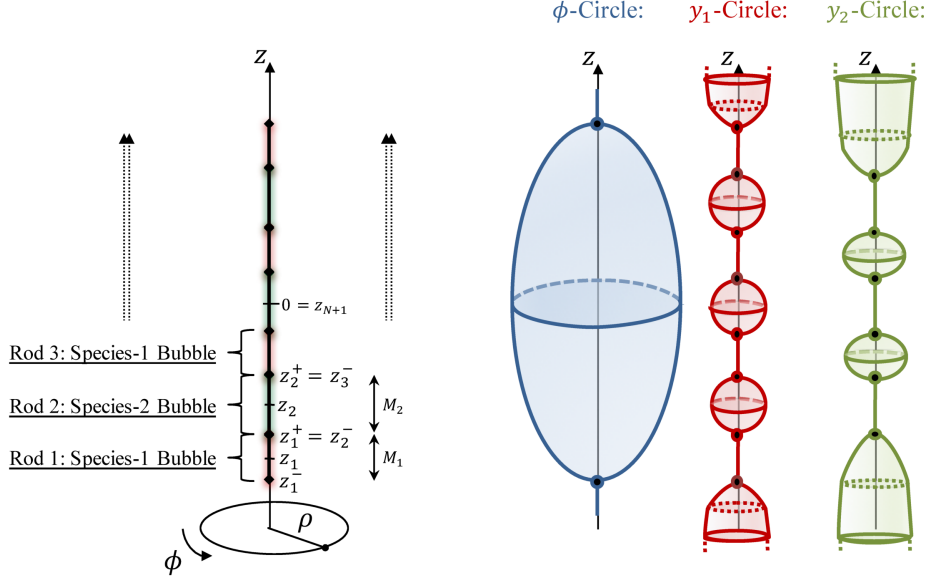 ϕ-Circle:
y₁-Circle:
y₂-Circle:
z
z
z
z
0 = z_{N+1}
Rod 3: Species-1 Bubble
z₂⁺ = z₃⁻
Rod 2: Species-2 Bubble
z₂
M₂
z₁⁺ = z₂⁻
Rod 1: Species-1 Bubble
z₁
M₁
z₁⁻
ρ
ϕ